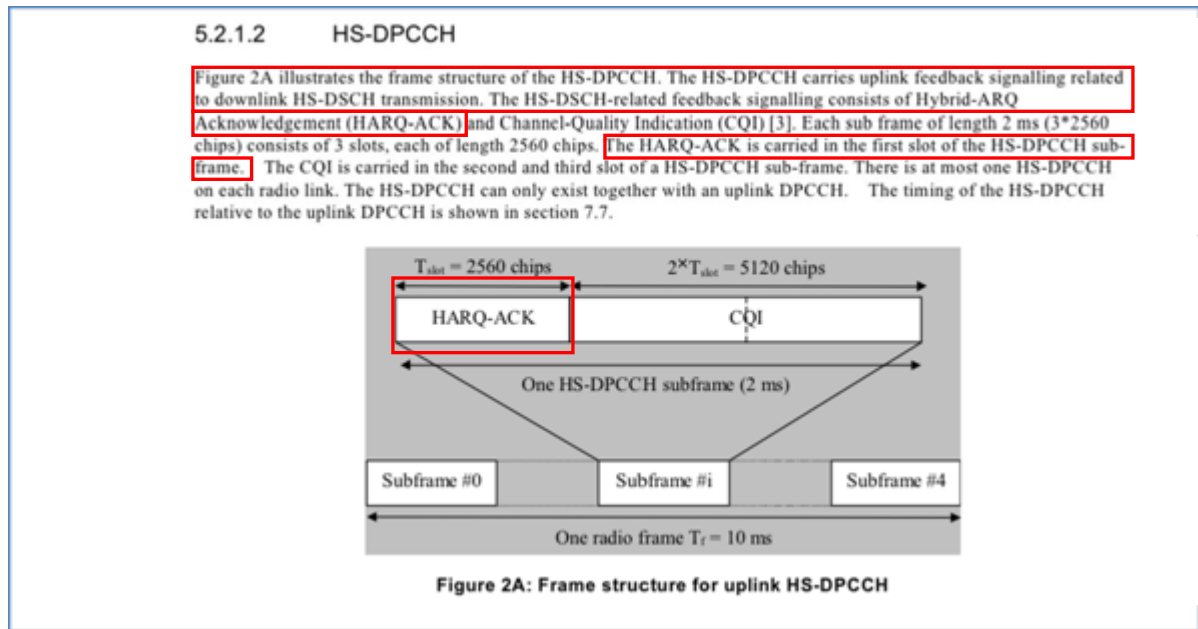 5.2.1.2 HS-DPCCH
Figure 2A illustrates the frame structure of the HS-DPCCH. The HS-DPCCH carries uplink feedback signalling related
to downlink HS-DSCH transmission. The HS-DSCH-related feedback signalling consists of Hybrid-ARQ
Acknowledgement (HARQ-ACK) and Channel-Quality Indication (CQI) [3]. Each sub frame of length 2 ms (3*2560
chips) consists of 3 slots, each of length 2560 chips. The HARQ-ACK is carried in the first slot of the HS-DPCCH sub-
frame. The CQI is carried in the second and third slot of a HS-DPCCH sub-frame. There is at most one HS-DPCCH
on each radio link. The HS-DPCCH can only exist together with an uplink DPCCH. The timing of the HS-DPCCH
relative to the uplink DPCCH is shown in section 7.7.
Tslot = 2560 chips 2×Tslot = 5120 chips
HARQ-ACK CQI
One HS-DPCCH subframe (2 ms)
Subframe #0 Subframe #i Subframe #4
One radio frame Tf = 10 ms
Figure 2A: Frame structure for uplink HS-DPCCH